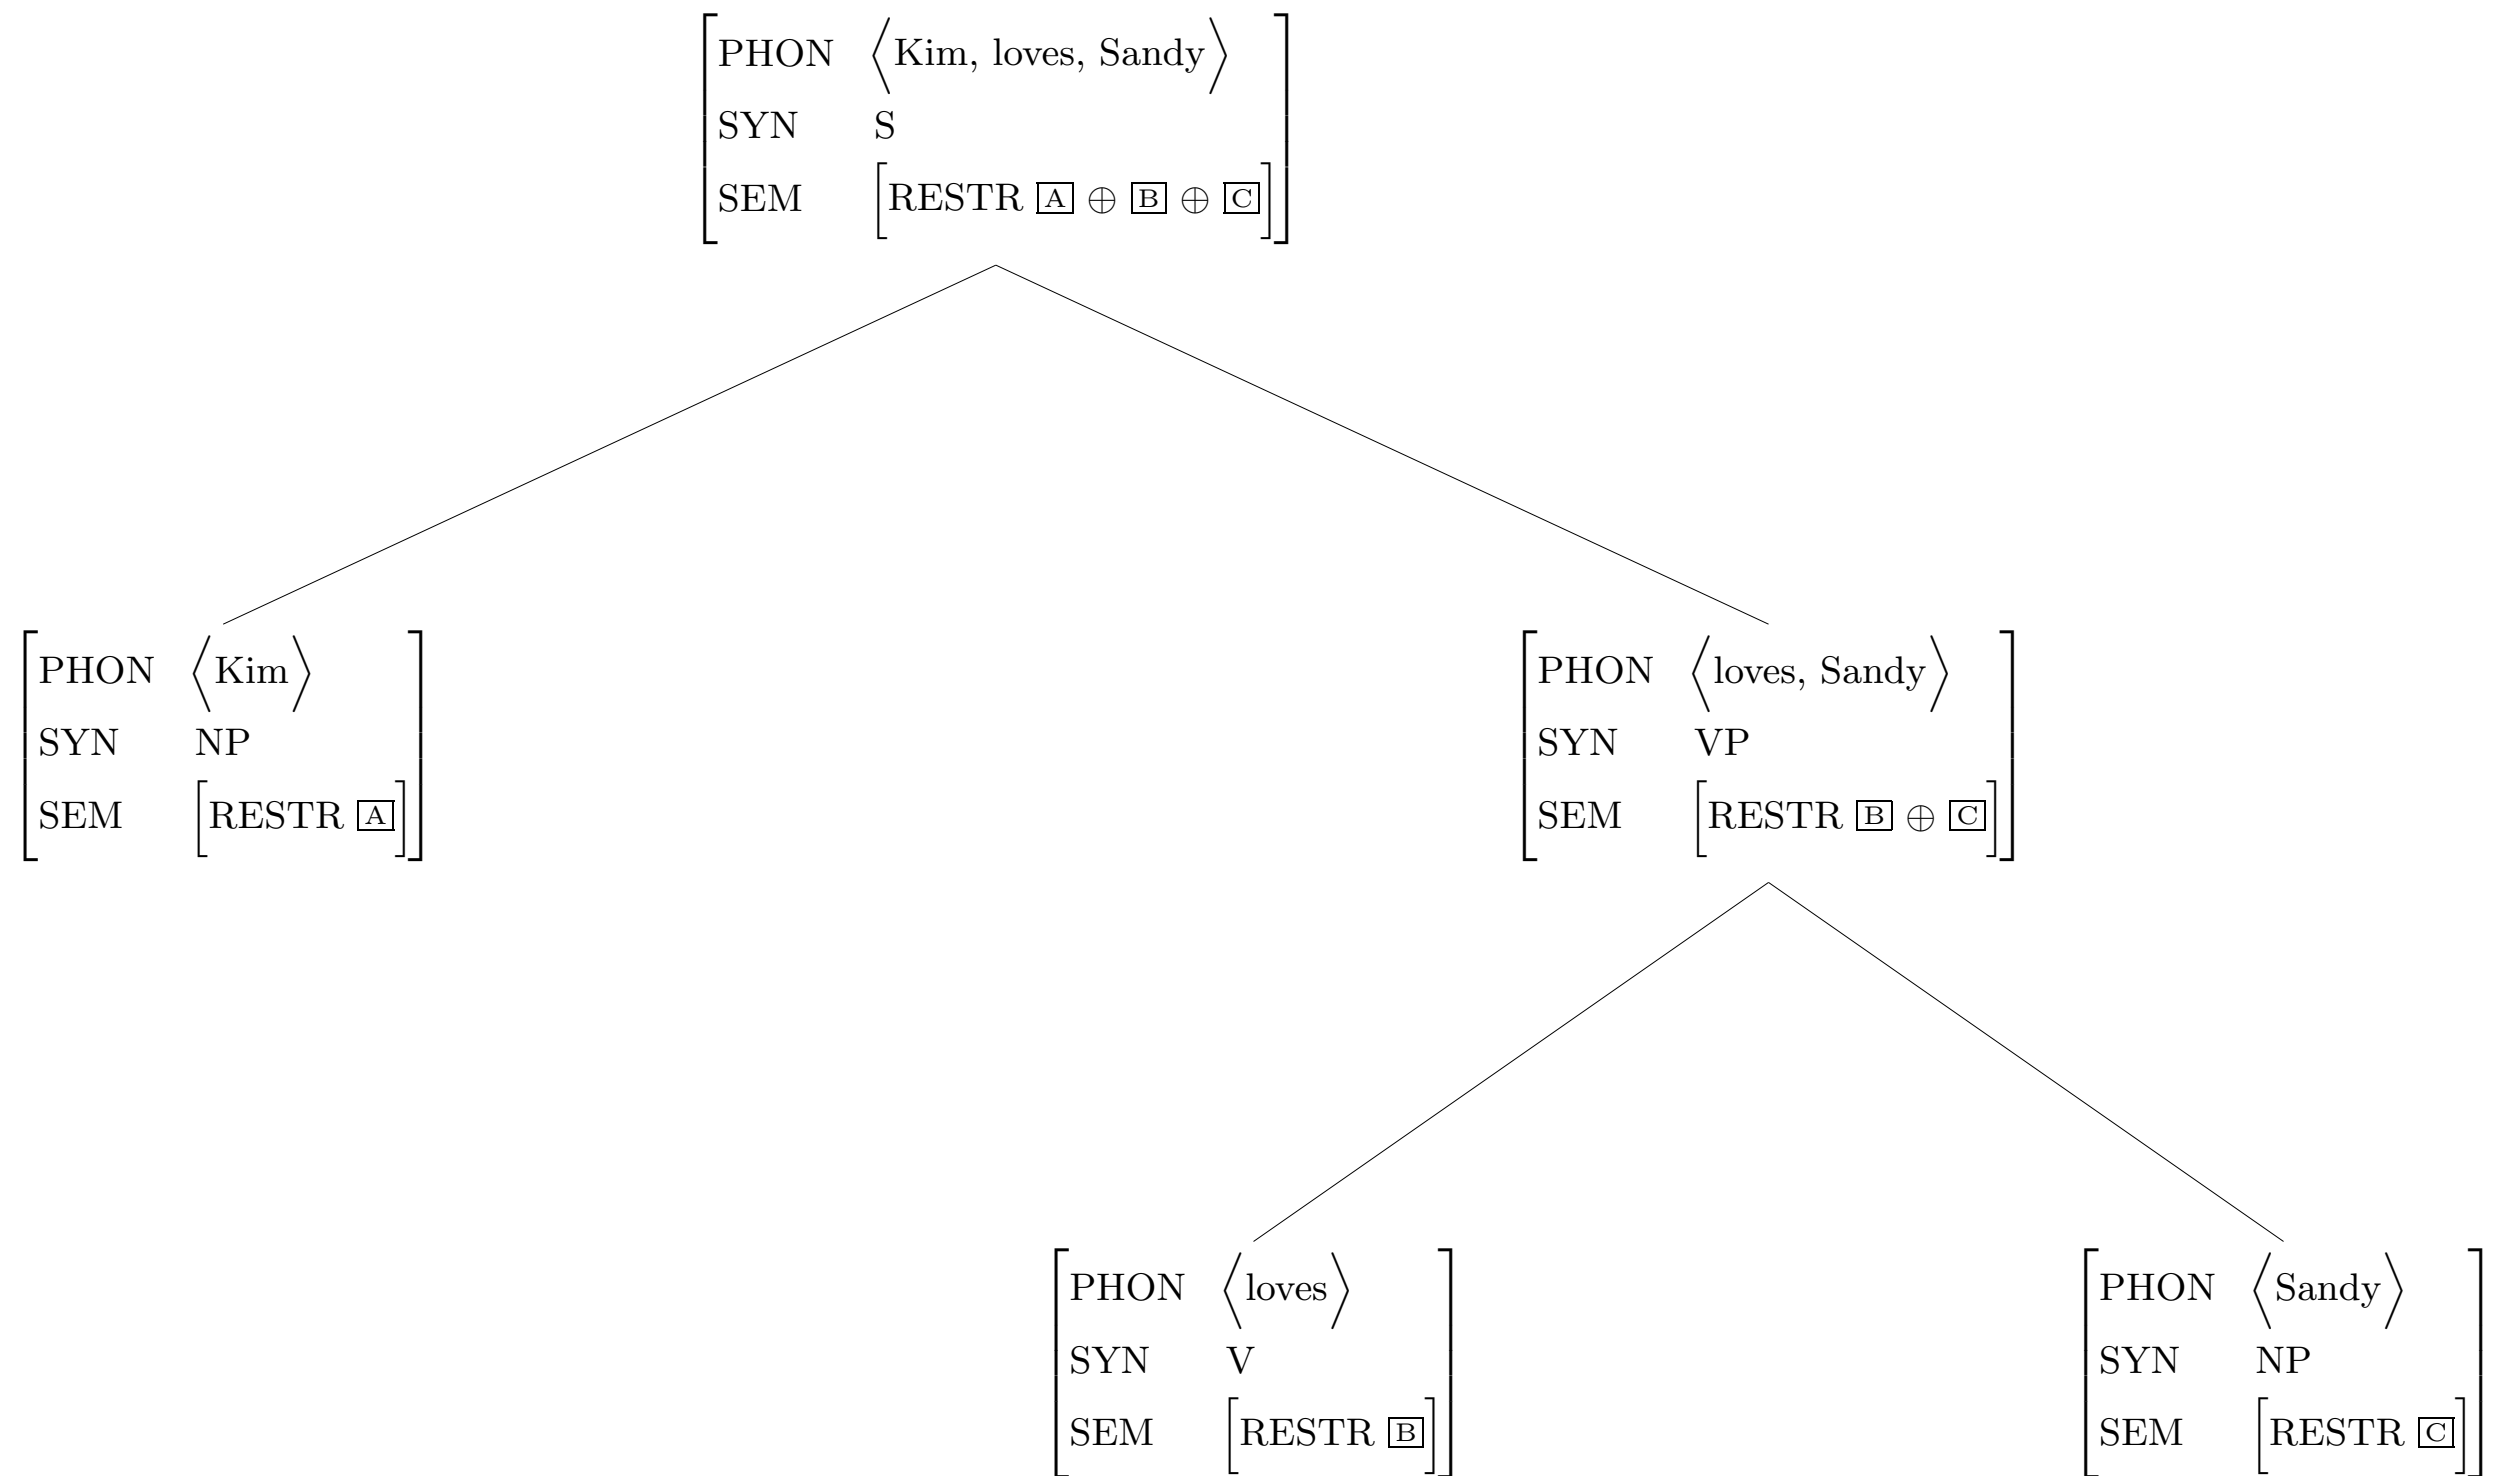 PHON ⟨Kim, loves, Sandy⟩
SYN S
SEM [RESTR A ⊕ B ⊕ C]
PHON ⟨Kim⟩
SYN NP
SEM [RESTR A]
PHON ⟨loves, Sandy⟩
SYN VP
SEM [RESTR B ⊕ C]
PHON ⟨loves⟩
SYN V
SEM [RESTR B]
PHON ⟨Sandy⟩
SYN NP
SEM [RESTR C]